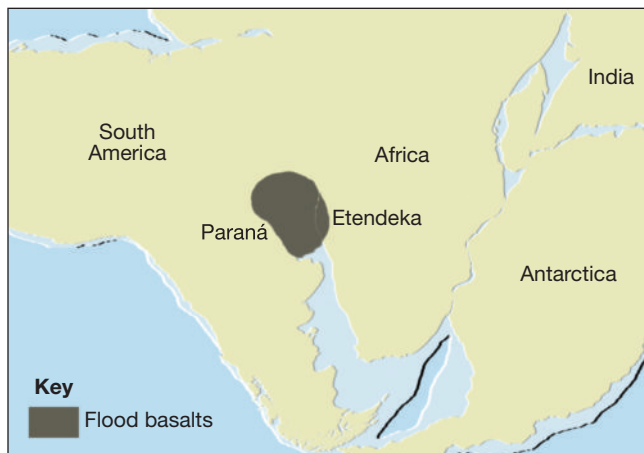 India
South
America
Africa
Paraná
Etendeka
Antarctica
Key
Flood basalts